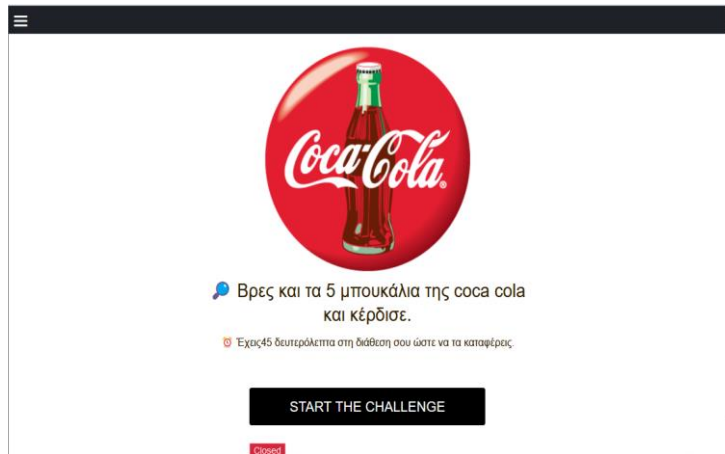 Coca-Cola
Βρες και τα 5 μπουκάλια της coca cola
και κέρδισε.
Έχεις45 δευτερόλεπτα στη διάθεση σου ώστε να τα καταφέρεις.
START THE CHALLENGE
Closed